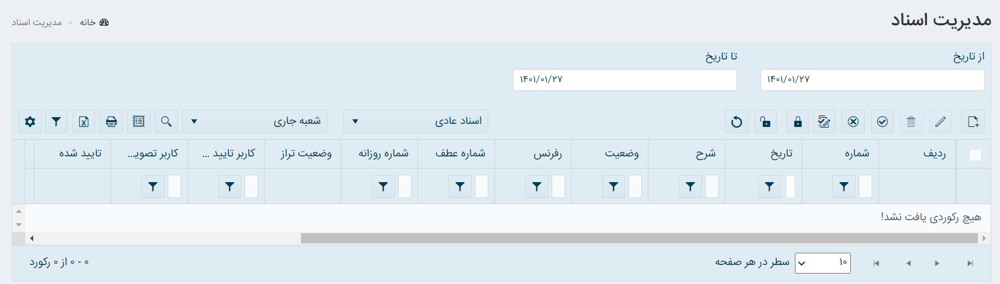 مدیریت اسناد
خانه > مدیریت اسناد
از تاریخ
تا تاریخ
۱۴۰۱/۰۱/۲۷
۱۴۰۱/۰۱/۲۷
اسناد عادی
شعبه جاری
ردیف شماره تاریخ شرح وضعیت رفرنس شماره عطف شماره روزانه وضعیت تراز کاربر تایید ... کاربر تصویـ... تایید شده
هیچ رکوردی یافت نشد!
۱۰ سطر در هر صفحه
۰ - ۰ از ۰ رکورد